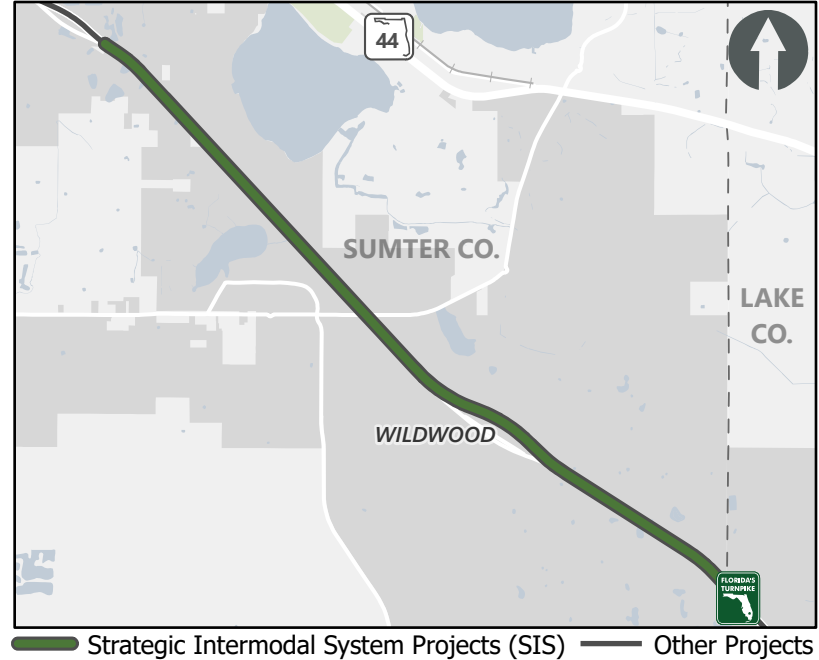 44
SUMTER CO.
LAKE
CO.
WILDWOOD
FLORIDA'S
TURNPIKE
Strategic Intermodal System Projects (SIS)
Other Projects